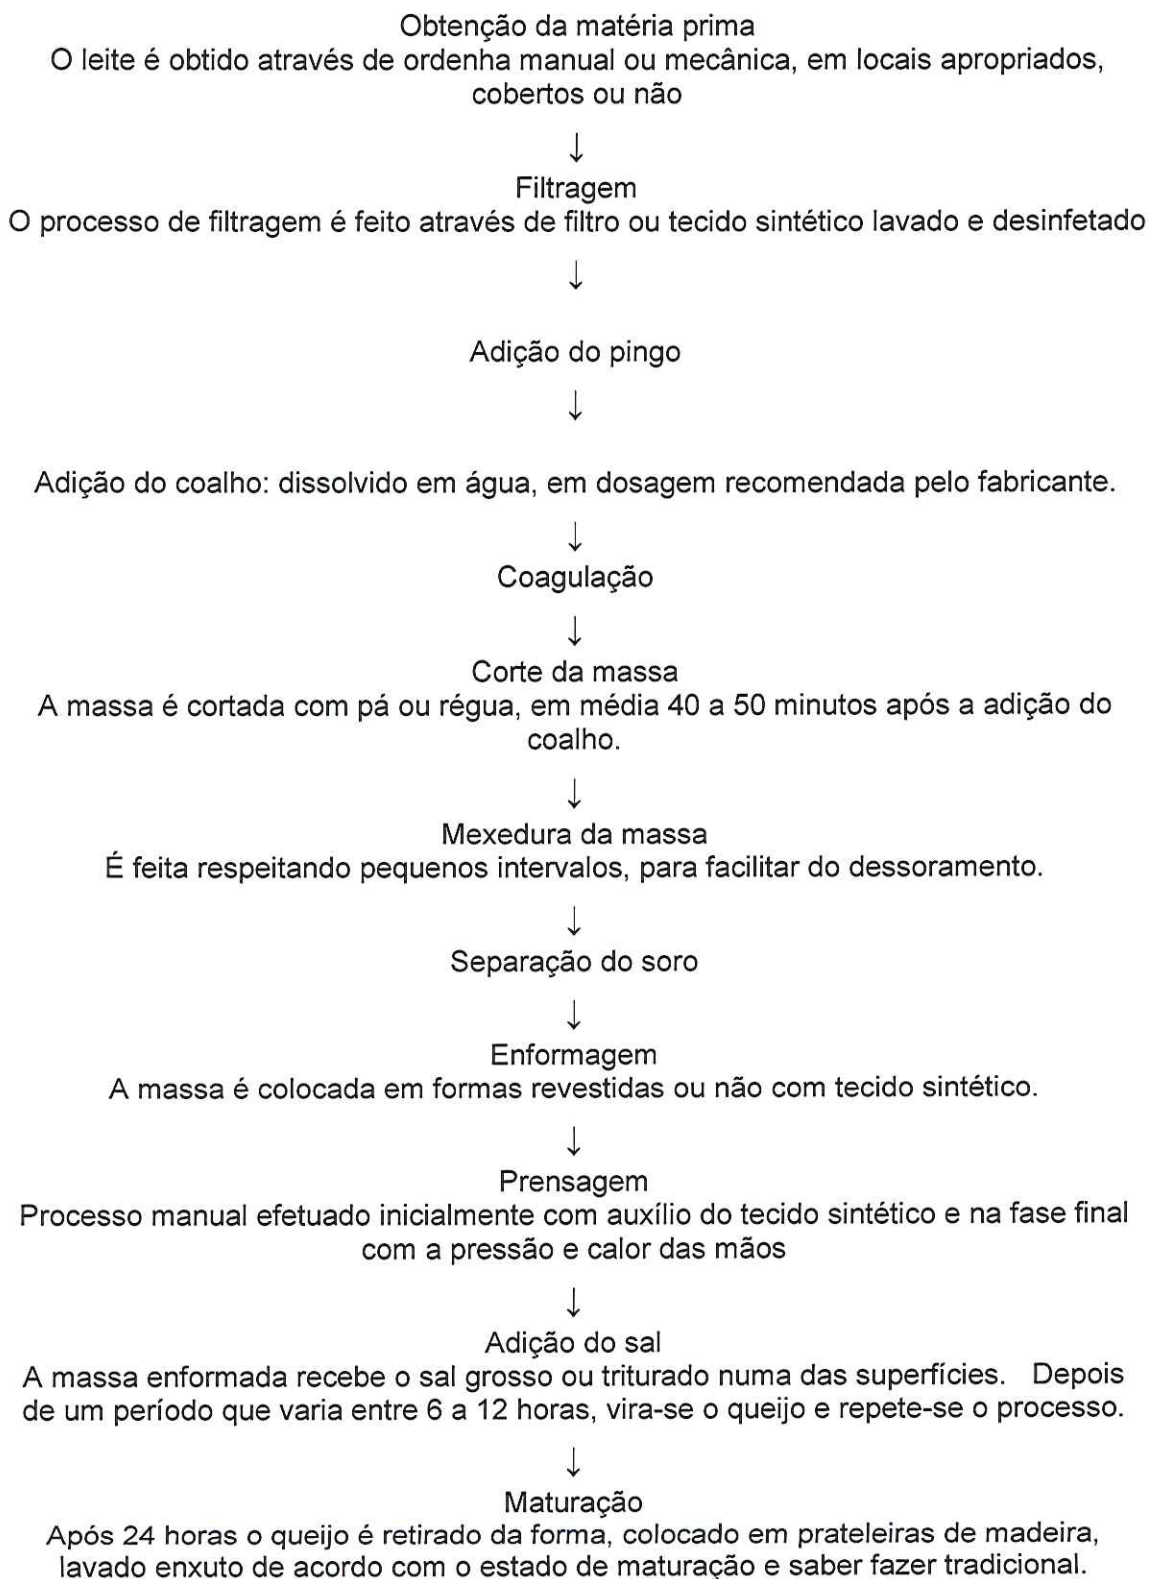 Obtenção da matéria prima
O leite é obtido através de ordenha manual ou mecânica, em locais apropriados,
cobertos ou não
↓
Filtragem
O processo de filtragem é feito através de filtro ou tecido sintético lavado e desinfetado
↓
Adição do pingo
↓
Adição do coalho: dissolvido em água, em dosagem recomendada pelo fabricante.
↓
Coagulação
↓
Corte da massa
A massa é cortada com pá ou régua, em média 40 a 50 minutos após a adição do
coalho.
↓
Mexedura da massa
É feita respeitando pequenos intervalos, para facilitar do dessoramento.
↓
Separação do soro
↓
Enformagem
A massa é colocada em formas revestidas ou não com tecido sintético.
↓
Prensagem
Processo manual efetuado inicialmente com auxílio do tecido sintético e na fase final
com a pressão e calor das mãos
↓
Adição do sal
A massa enformada recebe o sal grosso ou triturado numa das superfícies. Depois
de um período que varia entre 6 a 12 horas, vira-se o queijo e repete-se o processo.
↓
Maturação
Após 24 horas o queijo é retirado da forma, colocado em prateleiras de madeira,
lavado enxuto de acordo com o estado de maturação e saber fazer tradicional.